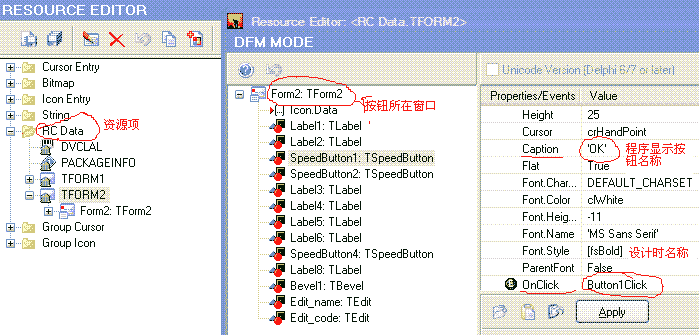 RESOURCE EDITOR
Cursor Entry
Bitmap
Icon Entry
String
RC Data
资源项
DVCLAL
PACKAGEINFO
TFORM1
TFORM2
Form2: TForm2
Group Cursor
Group Icon
Resource Editor: <RC Data.TFORM2>
DFM MODE
Unicode Version (Delphi 6/7 or later)
Form2: TForm2
按钮所在窗口
Icon.Data
Label1: TLabel
Label2: TLabel
SpeedButton1: TSpeedButton
SpeedButton2: TSpeedButton
Label3: TLabel
Label4: TLabel
Label5: TLabel
Label6: TLabel
SpeedButton4: TSpeedButton
Label8: TLabel
Bevel1: TBevel
Edit_name: TEdit
Edit_code: TEdit
Properties/Events Value
Height 25
Cursor crHandPoint
Caption 'OK' 程序显示按
钮名称
Flat True
Font.Char... DEFAULT_CHARSET
Font.Color clWhite
Font.Heig... -11
Font.Name 'MS Sans Serif'
Font.Style [fsBold] 设计时名称
ParentFont False
OnClick Button1Click
Apply